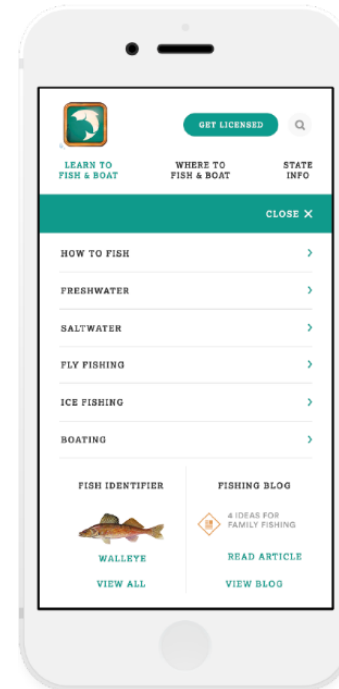 GET LICENSED
LEARN TO
FISH & BOAT
WHERE TO
FISH & BOAT
STATE
INFO
CLOSE X
HOW TO FISH
FRESHWATER
SALTWATER
FLY FISHING
ICE FISHING
BOATING
FISH IDENTIFIER
WALLEYE
VIEW ALL
FISHING BLOG
4 IDEAS FOR
FAMILY FISHING
READ ARTICLE
VIEW BLOG